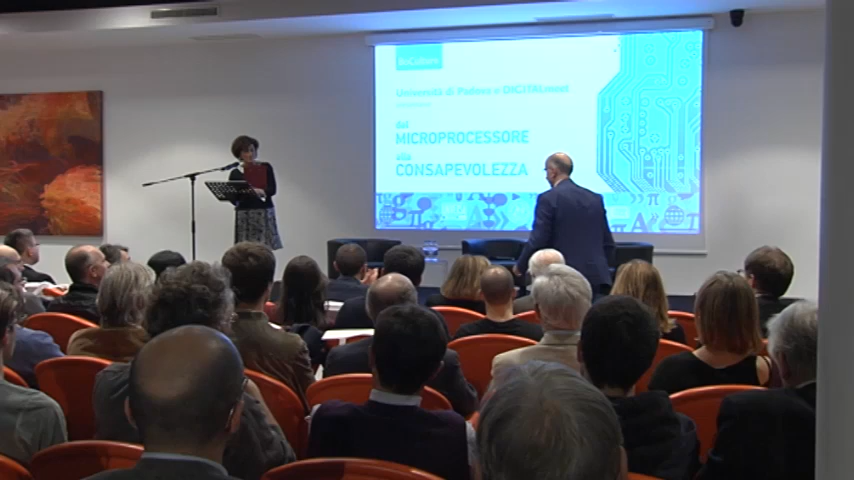 Università di Padova e DIGITALmeet
dal
MICROPROCESSORE
alla
CONSAPEVOLEZZA